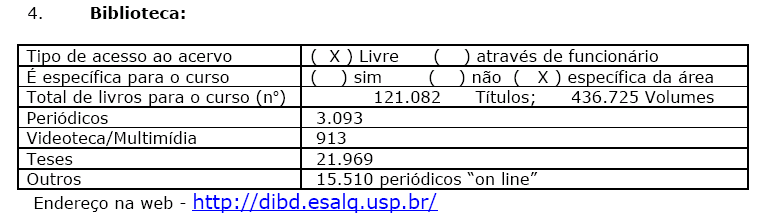 4. Biblioteca:
Tipo de acesso ao acervo ( X ) Livre ( ) através de funcionário
É específica para o curso ( ) sim ( ) não ( X ) específica da área
Total de livros para o curso (n°) 121.082 Títulos; 436.725 Volumes
Periódicos 3.093
Videoteca/Multimídia 913
Teses 21.969
Outros 15.510 periódicos “on line”
Endereço na web - http://dibd.esalq.usp.br/